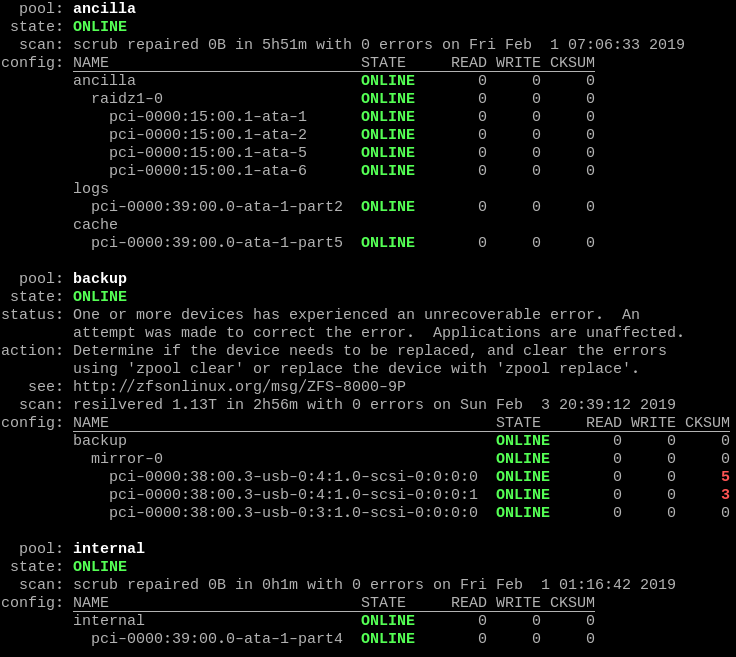 pool: ancilla
 state: ONLINE
  scan: scrub repaired 0B in 5h51m with 0 errors on Fri Feb  1 07:06:33 2019
config: NAME                            STATE     READ WRITE CKSUM
        ancilla                         ONLINE       0     0     0
          raidz1-0                      ONLINE       0     0     0
            pci-0000:15:00.1-ata-1      ONLINE       0     0     0
            pci-0000:15:00.1-ata-2      ONLINE       0     0     0
            pci-0000:15:00.1-ata-5      ONLINE       0     0     0
            pci-0000:15:00.1-ata-6      ONLINE       0     0     0
        logs
          pci-0000:39:00.0-ata-1-part2  ONLINE       0     0     0
        cache
          pci-0000:39:00.0-ata-1-part5  ONLINE       0     0     0

  pool: backup
 state: ONLINE
status: One or more devices has experienced an unrecoverable error.  An
        attempt was made to correct the error.  Applications are unaffected.
action: Determine if the device needs to be replaced, and clear the errors
        using 'zpool clear' or replace the device with 'zpool replace'.
   see: http://zfsonlinux.org/msg/ZFS-8000-9P
  scan: resilvered 1.13T in 2h56m with 0 errors on Sun Feb  3 20:39:12 2019
config: NAME                                           STATE     READ WRITE CKSUM
        backup                                         ONLINE       0     0     0
          mirror-0                                     ONLINE       0     0     0
            pci-0000:38:00.3-usb-0:4:1.0-scsi-0:0:0:0  ONLINE       0     0     5
            pci-0000:38:00.3-usb-0:4:1.0-scsi-0:0:0:1  ONLINE       0     0     3
            pci-0000:38:00.3-usb-0:3:1.0-scsi-0:0:0:0  ONLINE       0     0     0

  pool: internal
 state: ONLINE
  scan: scrub repaired 0B in 0h1m with 0 errors on Fri Feb  1 01:16:42 2019
config: NAME                            STATE     READ WRITE CKSUM
        internal                        ONLINE       0     0     0
          pci-0000:39:00.0-ata-1-part4  ONLINE       0     0     0